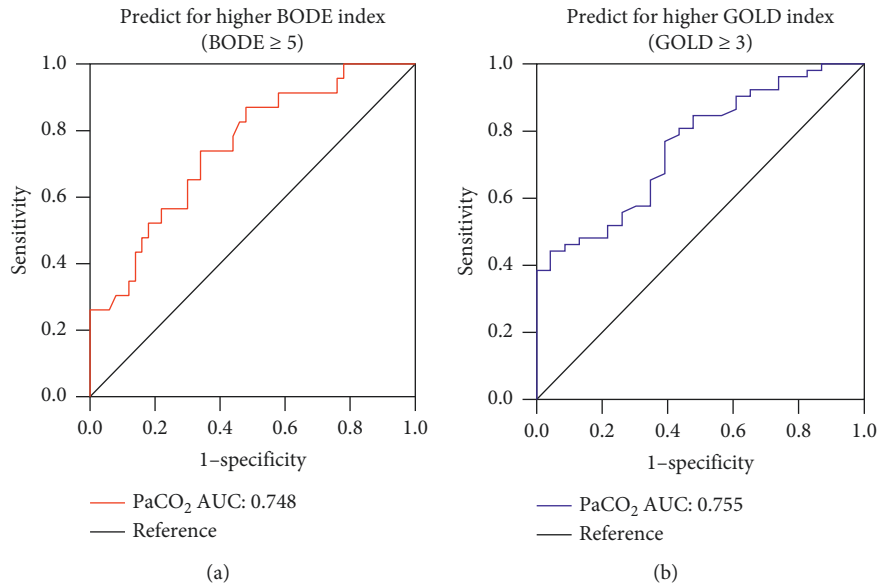 Predict for higher BODE index
(BODE ≥ 5)
1.0
0.8
0.6
0.4
0.2
0.0
Sensitivity
0.0
0.2
0.4
0.6
0.8
1.0
1–specificity
PaCO₂ AUC: 0.748
Reference
(a)
Predict for higher GOLD index
(GOLD ≥ 3)
1.0
0.8
0.6
0.4
0.2
0.0
Sensitivity
0.0
0.2
0.4
0.6
0.8
1.0
1–specificity
PaCO₂ AUC: 0.755
Reference
(b)